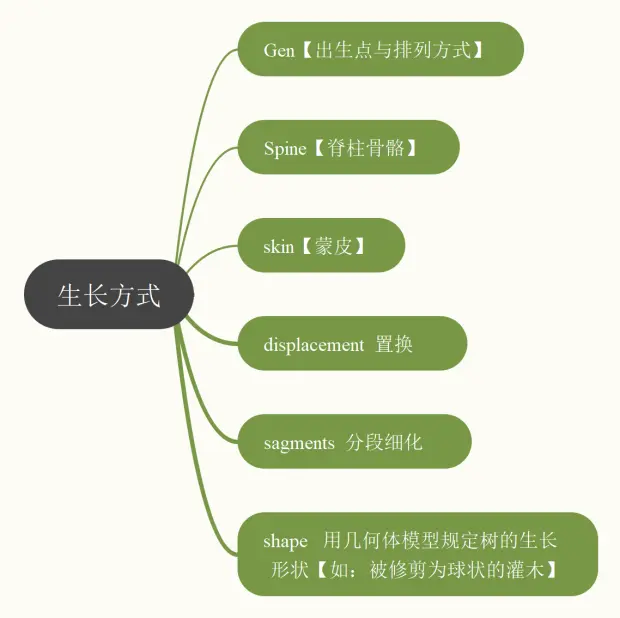 Gen【出生点与排列方式】
Spine【脊柱骨骼】
skin【蒙皮】
生长方式
displacement 置换
sagments 分段细化
shape 用几何体模型规定树的生长
形状【如：被修剪为球状的灌木】